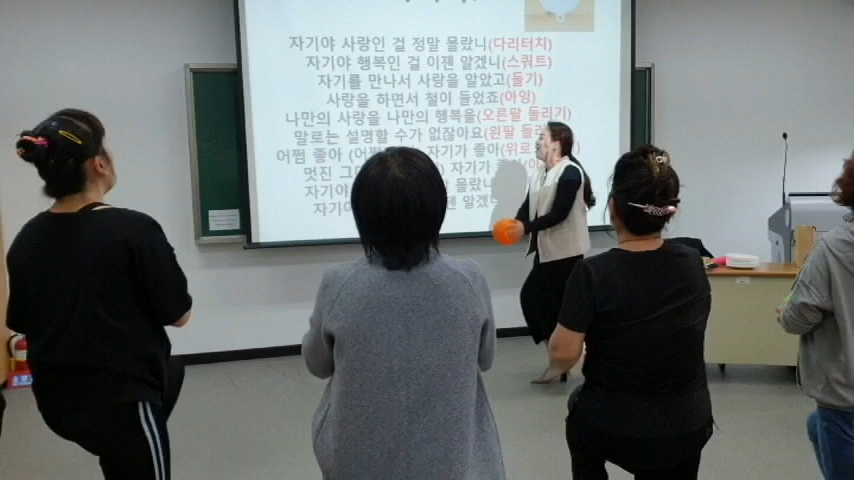 자기야 사랑인 걸 정말 몰랐니(다리터치)
자기야 행복인 걸 이젠 알겠니(스쿼트)
자기를 만나서 사랑을 알았고(돌기)
사랑을 하면서 철이 들었죠(아잉)
나만의 사랑을 나만의 행복을(오른팔 돌리기)
말로는 설명할 수가 없잖아요(왼팔 돌리
어쩜 좋아 자기가 좋아(위로
멋진 자기가
자기야 몰랐니
알겠니